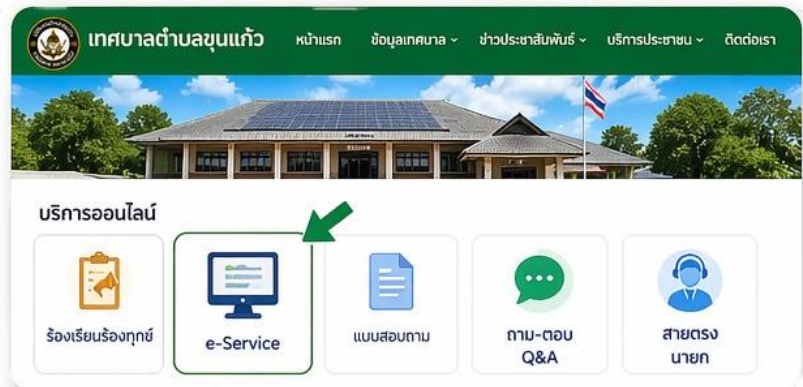 เทศบาลตำบลขุนแก้ว
หน้าแรก
ข้อมูลเทศบาล
ข่าวประชาสัมพันธ์
บริการประชาชน
ติดต่อเรา
บริการออนไลน์
ร้องเรียนร้องทุกข์
e-Service
แบบสอบถาม
ถาม-ตอบ
Q&A
สายตรง
นายก